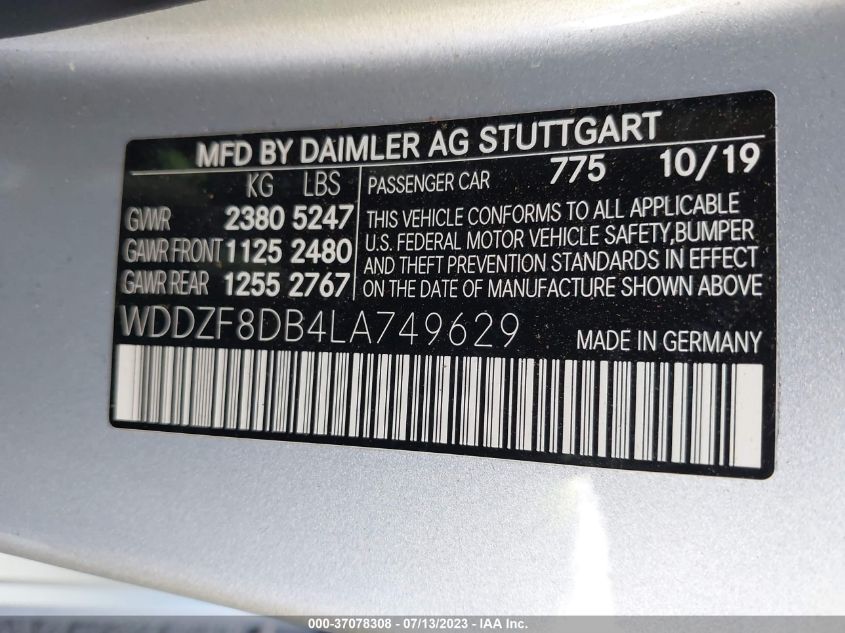 MFD BY DAIMLER AG STUTTGART
KG LBS
GVWR 2380 5247
GAWR FRONT 1125 2480
GAWR REAR 1255 2767
PASSENGER CAR 775 10/19
THIS VEHICLE CONFORMS TO ALL APPLICABLE
U.S. FEDERAL MOTOR VEHICLE SAFETY,BUMPER
AND THEFT PREVENTION STANDARDS IN EFFECT
ON THE DATE OF MANUFACTURE SHOWN ABOVE
WDDZF8DB4LA749629
MADE IN GERMANY
000-37078308 - 07/13/2023 - IAA Inc.